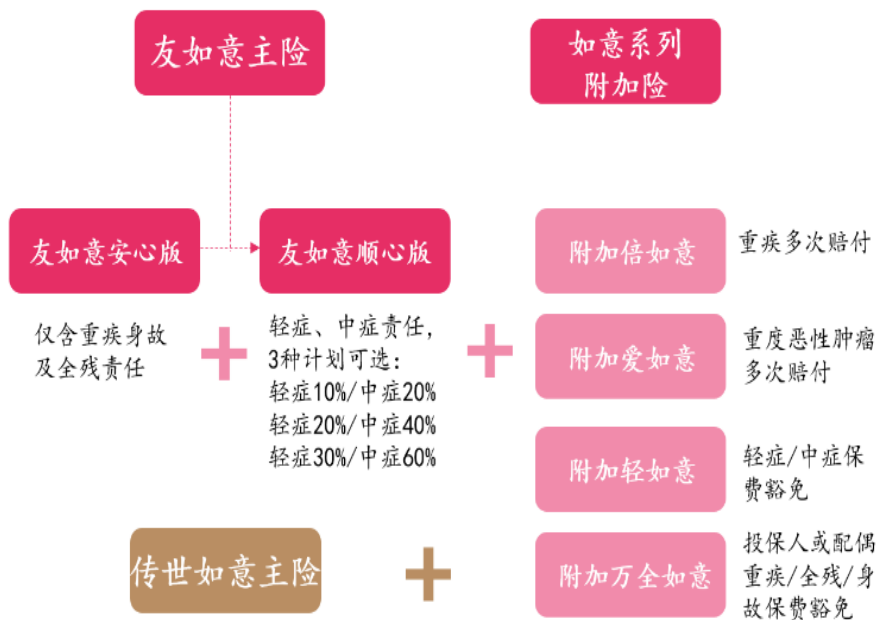 友如意主险
如意系列
附加险
友如意安心版
友如意顺心版
附加倍如意
重疾多次赔付
仅含重疾身故
及全残责任
轻症、中症责任，
3种计划可选：
轻症10%/中症20%
轻症20%/中症40%
轻症30%/中症60%
附加爱如意
重度恶性肿瘤
多次赔付
附加轻如意
轻症/中症保
费豁免
传世如意主险
附加万全如意
投保人或配偶
重疾/全残/身
故保费豁免